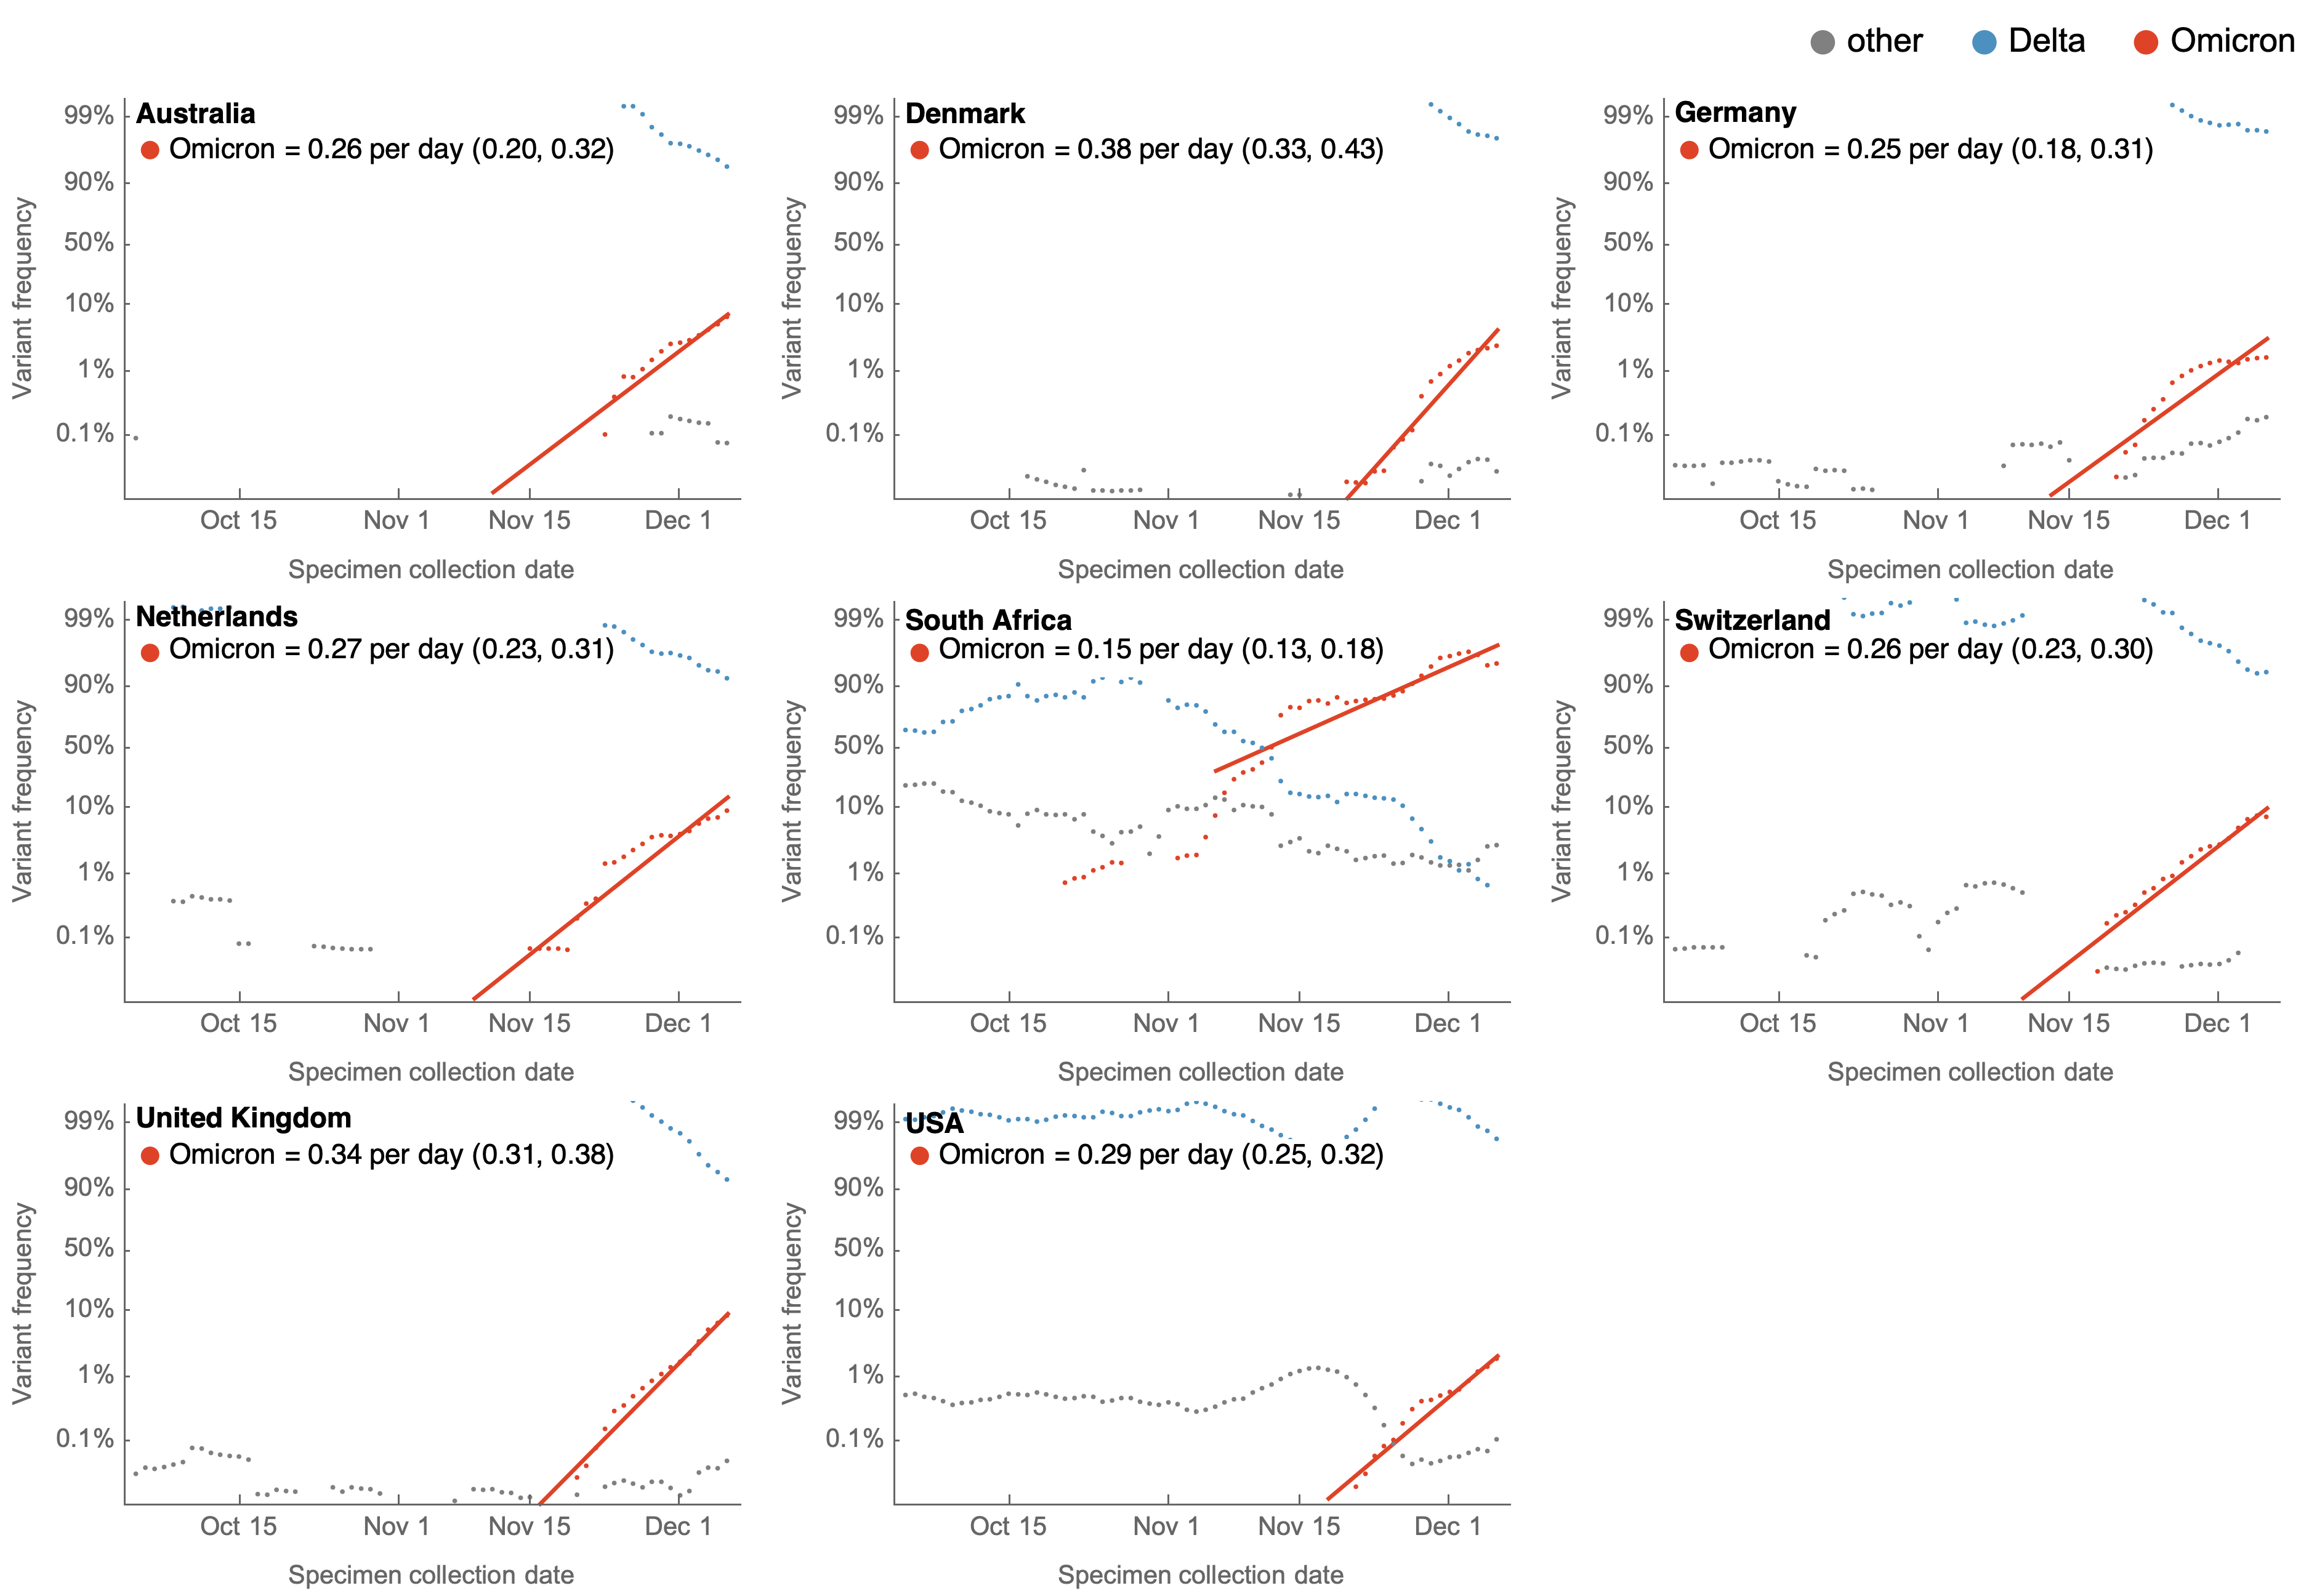 other Delta Omicron
Australia
Omicron = 0.26 per day (0.20, 0.32)
99%
90%
50%
10%
1%
0.1%
Variant frequency
Oct 15 Nov 1 Nov 15 Dec 1
Specimen collection date
Denmark
Omicron = 0.38 per day (0.33, 0.43)
99%
90%
50%
10%
1%
0.1%
Variant frequency
Oct 15 Nov 1 Nov 15 Dec 1
Specimen collection date
Germany
Omicron = 0.25 per day (0.18, 0.31)
99%
90%
50%
10%
1%
0.1%
Variant frequency
Oct 15 Nov 1 Nov 15 Dec 1
Specimen collection date
Netherlands
Omicron = 0.27 per day (0.23, 0.31)
99%
90%
50%
10%
1%
0.1%
Variant frequency
Oct 15 Nov 1 Nov 15 Dec 1
Specimen collection date
South Africa
Omicron = 0.15 per day (0.13, 0.18)
99%
90%
50%
10%
1%
0.1%
Variant frequency
Oct 15 Nov 1 Nov 15 Dec 1
Specimen collection date
Switzerland
Omicron = 0.26 per day (0.23, 0.30)
99%
90%
50%
10%
1%
0.1%
Variant frequency
Oct 15 Nov 1 Nov 15 Dec 1
Specimen collection date
United Kingdom
Omicron = 0.34 per day (0.31, 0.38)
99%
90%
50%
10%
1%
0.1%
Variant frequency
Oct 15 Nov 1 Nov 15 Dec 1
Specimen collection date
USA
Omicron = 0.29 per day (0.25, 0.32)
99%
90%
50%
10%
1%
0.1%
Variant frequency
Oct 15 Nov 1 Nov 15 Dec 1
Specimen collection date